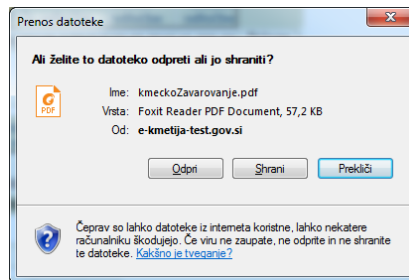 Prenos datoteke
Ali želite to datoteko odpreti ali jo shraniti?
PDF
Ime: kmeckoZavarovanje.pdf
Vrsta: Foxit Reader PDF Document, 57,2 KB
Od: e-kmetija-test.gov.si
Odpri Shrani Prekliči
Čeprav so lahko datoteke iz interneta koristne, lahko nekatere
računalniku škodujejo. Če viru ne zaupate, ne odprite in ne shranite
te datoteke. Kakšno je tveganje?